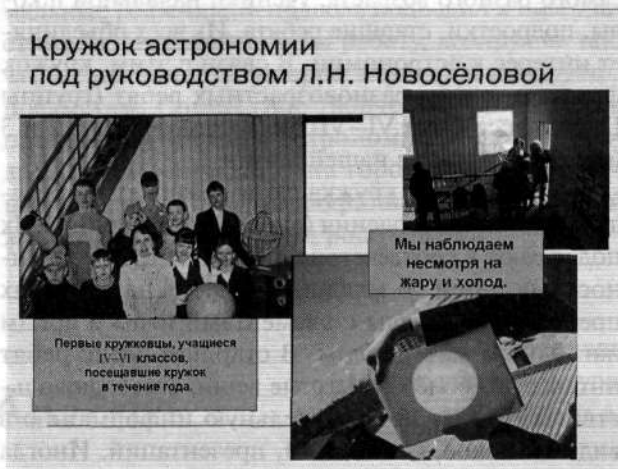 Кружок астрономии
под руководством Л.Н. Новосёловой
Мы наблюдаем
несмотря на
жару и холод.
Первые кружковцы, учащиеся
IV–VI классов,
посещавшие кружок
в течение года.